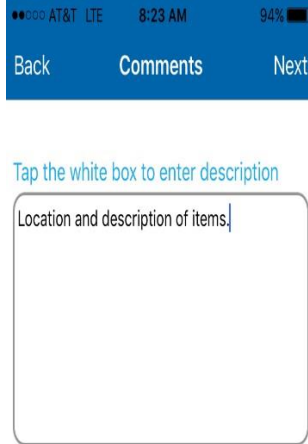 AT&T LTE 8:23 AM 94%
Back Comments Next
Tap the white box to enter description
Location and description of items.